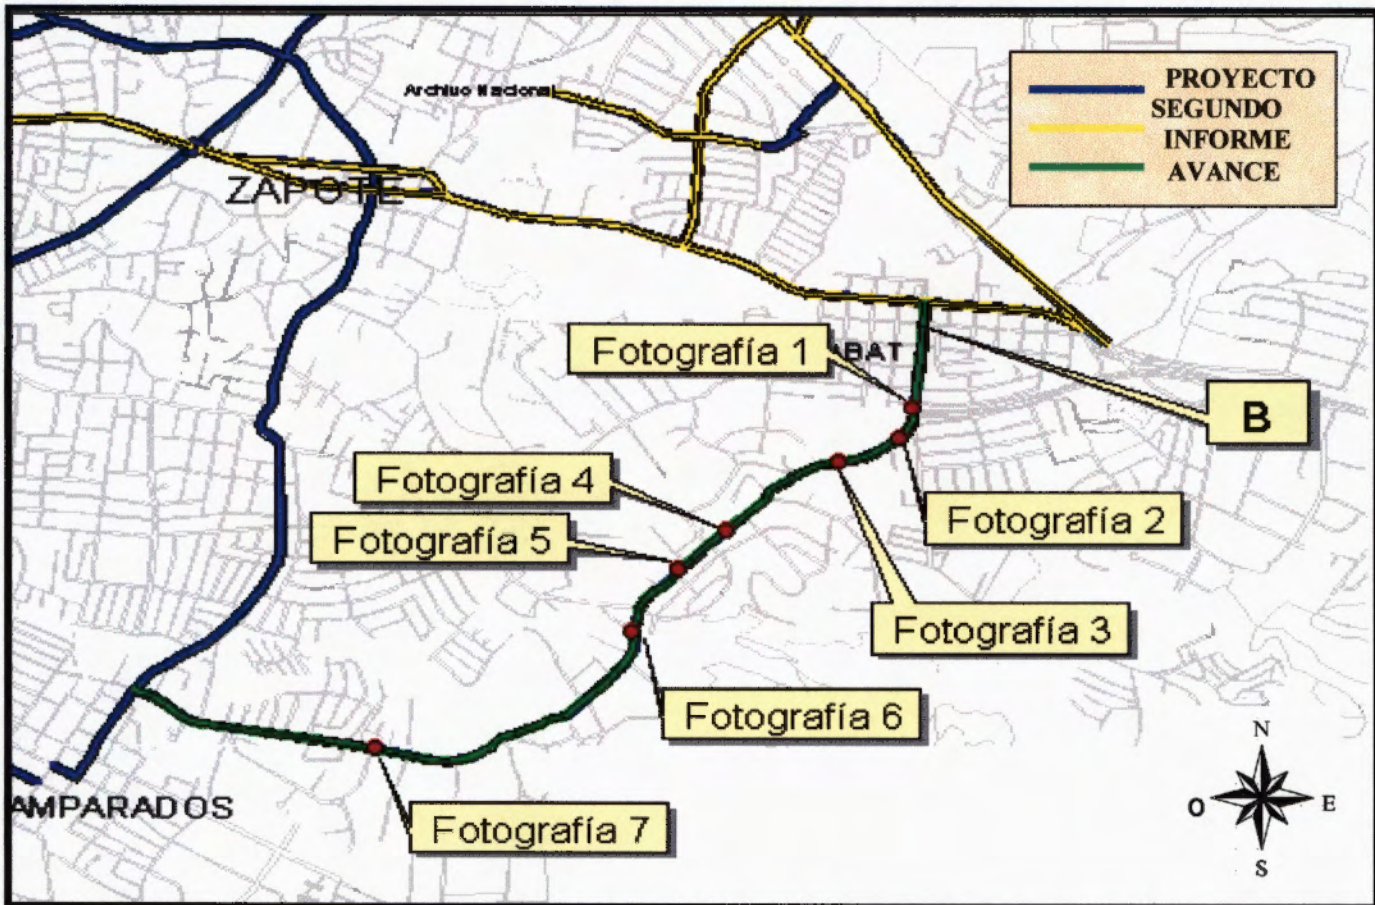 Archivo Nacional
PROYECTO
SEGUNDO
INFORME
AVANCE
ZAPOTE
Fotografía 1
ABAT
B
Fotografía 4
Fotografía 2
Fotografía 5
Fotografía 3
Fotografía 6
N
O
E
S
AMPARADOS
Fotografía 7